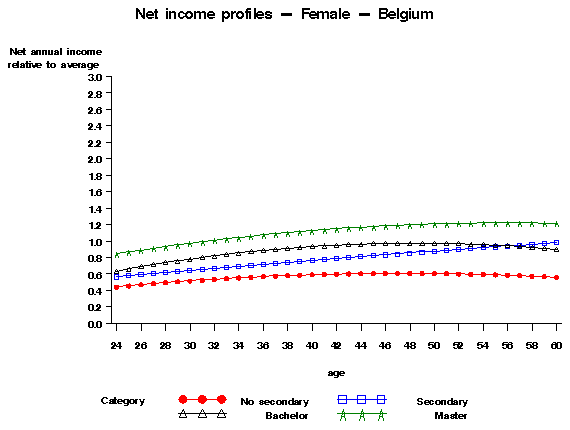 Net income profiles – Female – Belgium
Net annual income
relative to average
3.0
2.8
2.6
2.4
2.2
2.0
1.8
1.6
1.4
1.2
1.0
0.8
0.6
0.4
0.2
0.0
24 26 28 30 32 34 36 38 40 42 44 46 48 50 52 54 56 58 60
age
Category No secondary Secondary
Bachelor Master